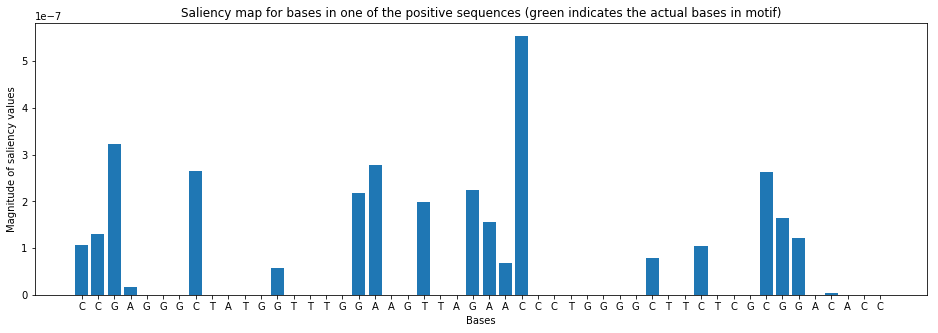 1e−7
Saliency map for bases in one of the positive sequences (green indicates the actual bases in motif)
5
4
3
2
1
0
Magnitude of saliency values
C C G A G G G C T A T G G T T T G G A A G T T A G A A C C C T G G G G C T T C T C G C G G A C A C C
Bases